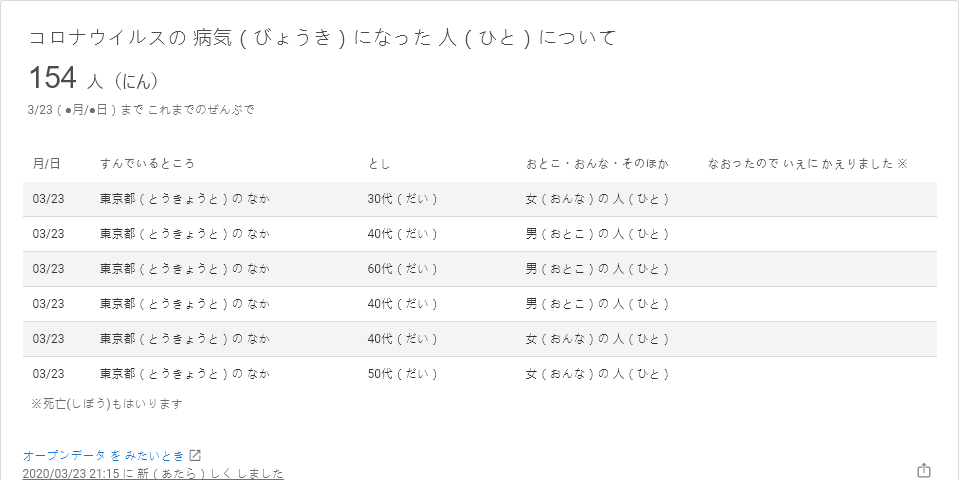 コロナウイルスの 病気 ( びょうき ) になった 人 ( ひと ) について
154 人（にん）
3/23 ( ●月/●日 ) まで これまでのぜんぶで
月/日 すんでいるところ とし おとこ・おんな・そのほか なおったので いえに かえりました ※
03/23 東京都 ( とうきょうと ) の なか 30代 ( だい ) 女 ( おんな ) の 人 ( ひと )
03/23 東京都 ( とうきょうと ) の なか 40代 ( だい ) 男 ( おとこ ) の 人 ( ひと )
03/23 東京都 ( とうきょうと ) の なか 60代 ( だい ) 男 ( おとこ ) の 人 ( ひと )
03/23 東京都 ( とうきょうと ) の なか 40代 ( だい ) 男 ( おとこ ) の 人 ( ひと )
03/23 東京都 ( とうきょうと ) の なか 40代 ( だい ) 女 ( おんな ) の 人 ( ひと )
03/23 東京都 ( とうきょうと ) の なか 50代 ( だい ) 女 ( おんな ) の 人 ( ひと )
※死亡(しぼう)もはいります
オープンデータ を みたいとき
2020/03/23 21:15 に 新 ( あたら ) しく しました